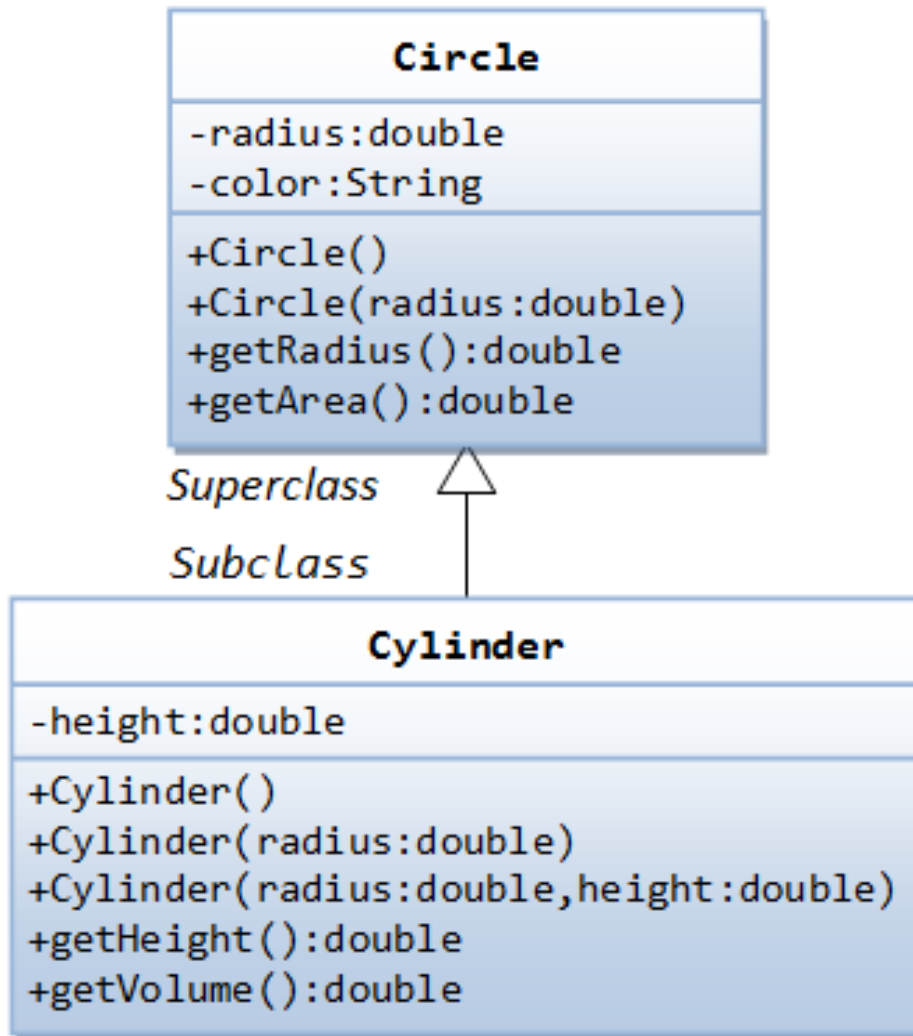 Circle
-radius:double
-color:String
+Circle()
+Circle(radius:double)
+getRadius():double
+getArea():double
Superclass
Subclass
Cylinder
-height:double
+Cylinder()
+Cylinder(radius:double)
+Cylinder(radius:double,height:double)
+getHeight():double
+getVolume():double